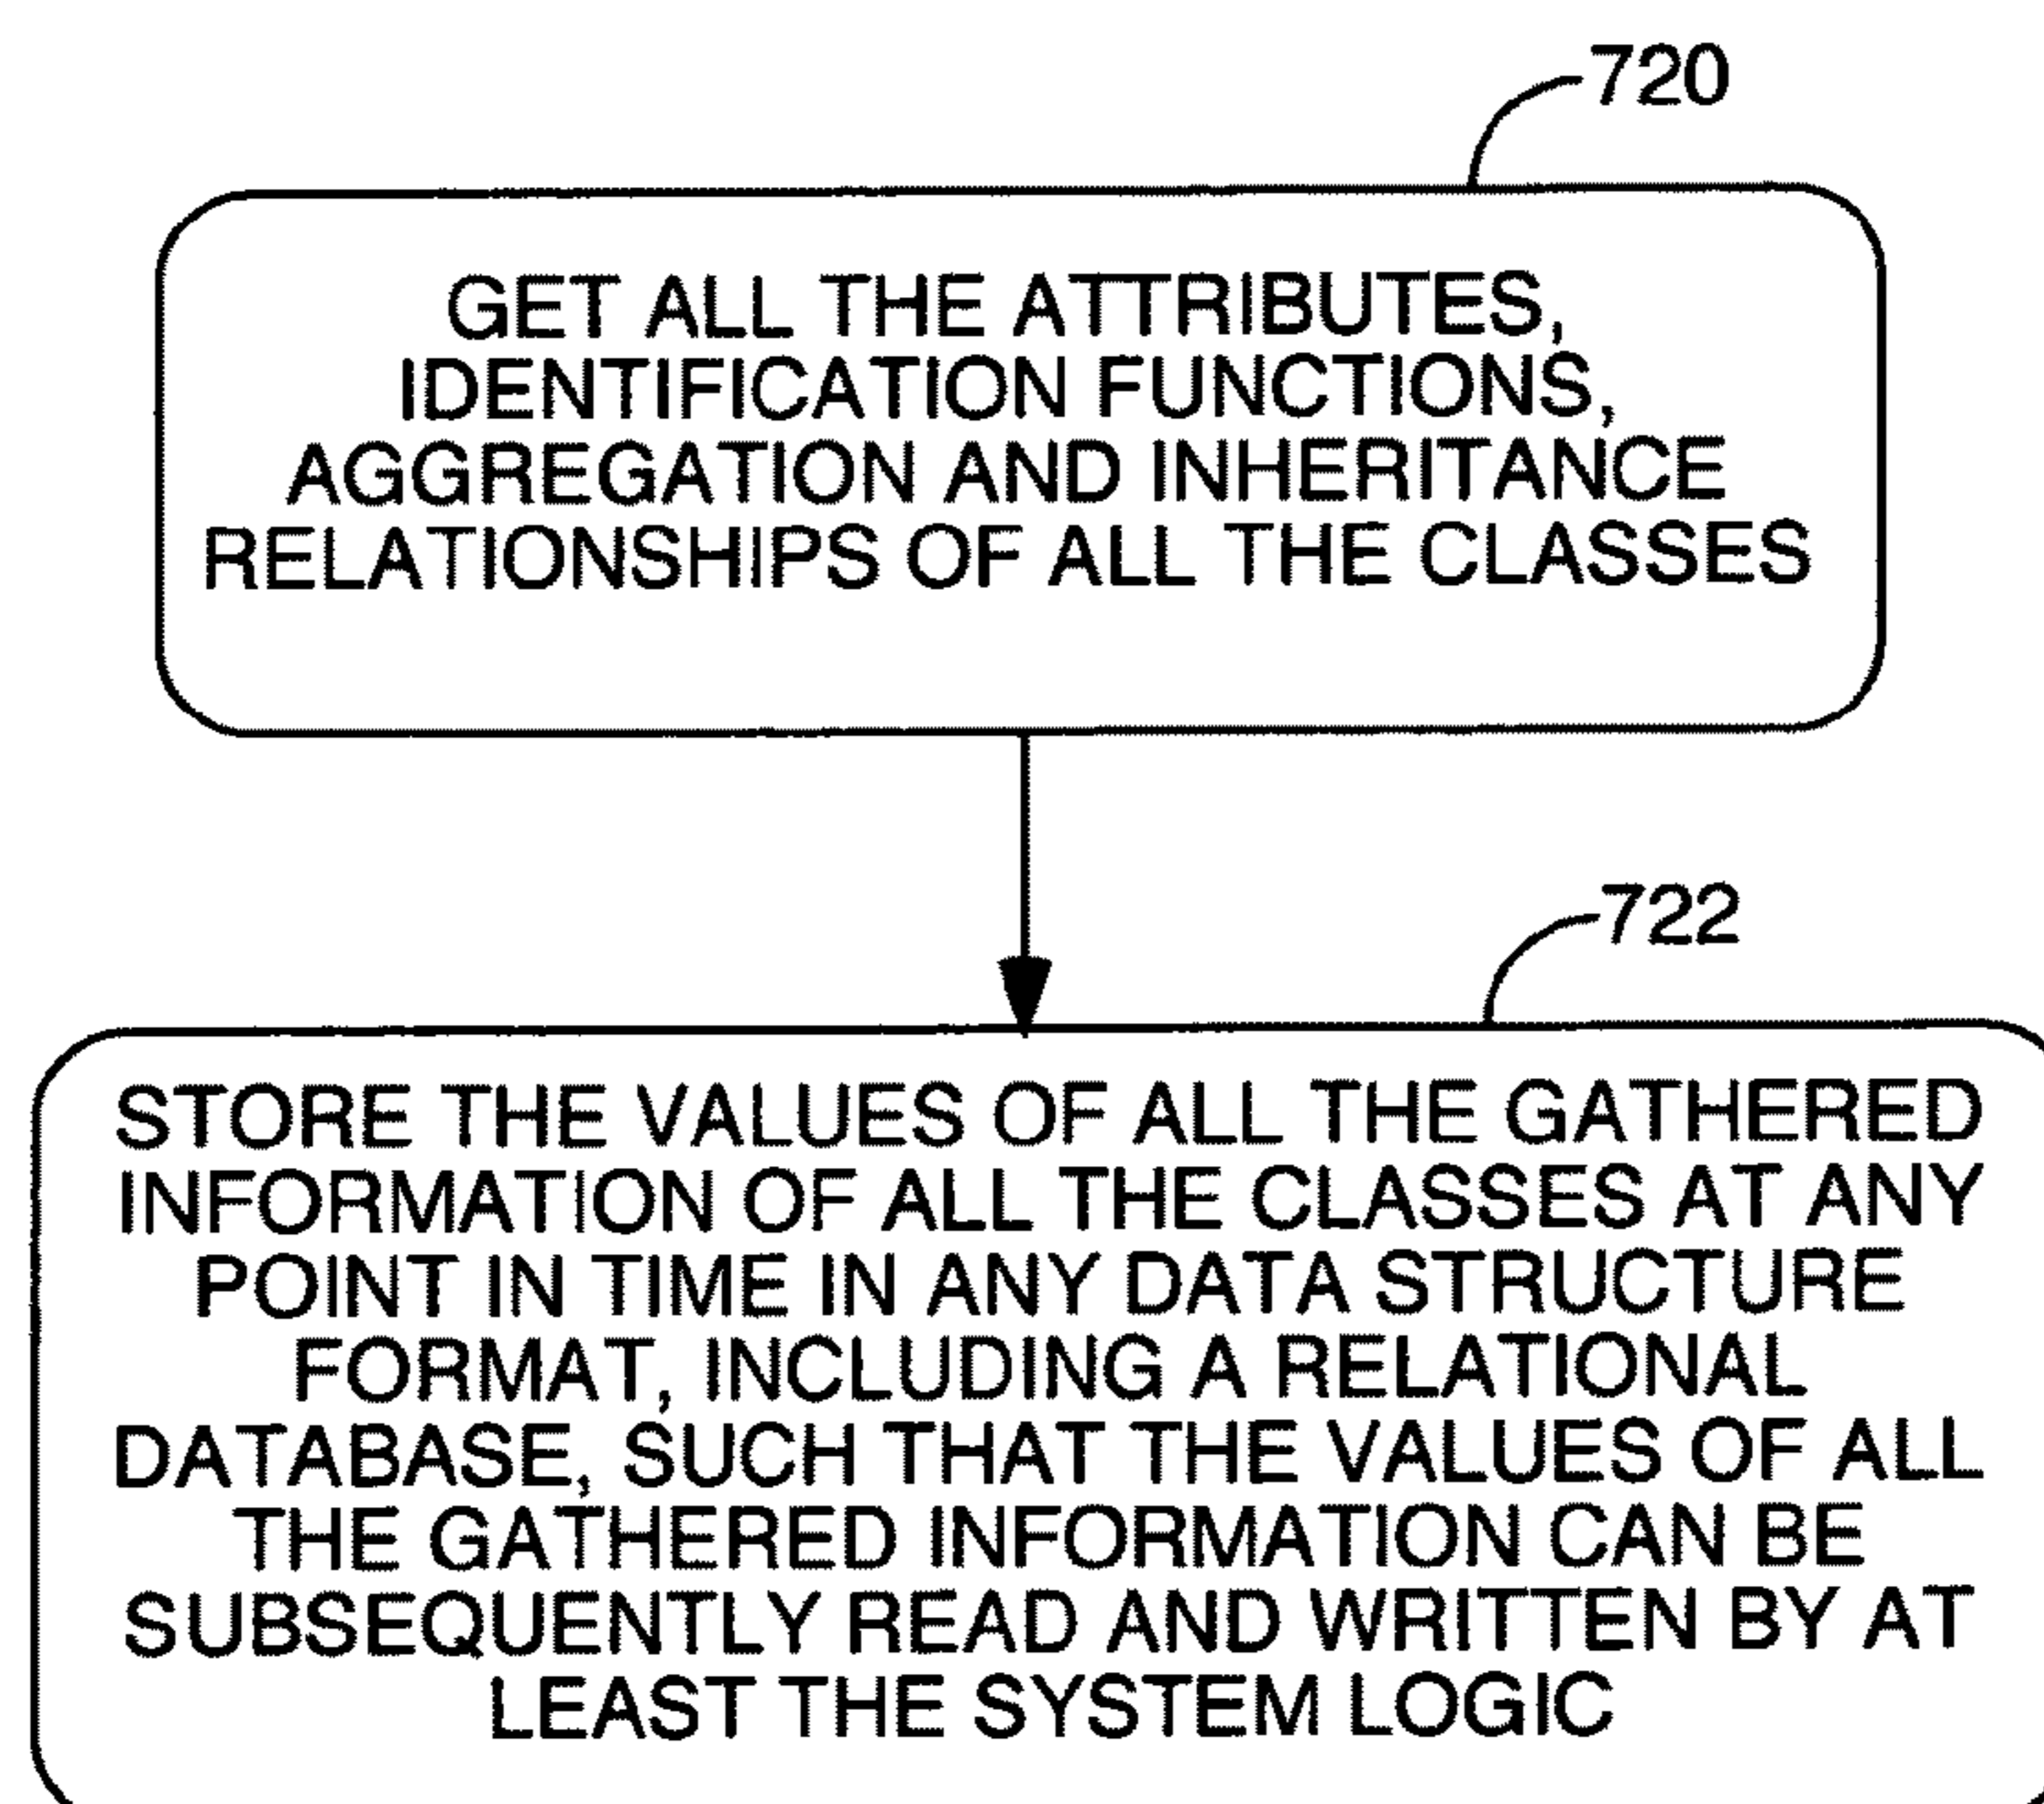 720
GET ALL THE ATTRIBUTES,
IDENTIFICATION FUNCTIONS,
AGGREGATION AND INHERITANCE
RELATIONSHIPS OF ALL THE CLASSES
722
STORE THE VALUES OF ALL THE GATHERED
INFORMATION OF ALL THE CLASSES AT ANY
POINT IN TIME IN ANY DATA STRUCTURE
FORMAT, INCLUDING A RELATIONAL
DATABASE, SUCH THAT THE VALUES OF ALL
THE GATHERED INFORMATION CAN BE
SUBSEQUENTLY READ AND WRITTEN BY AT
LEAST THE SYSTEM LOGIC